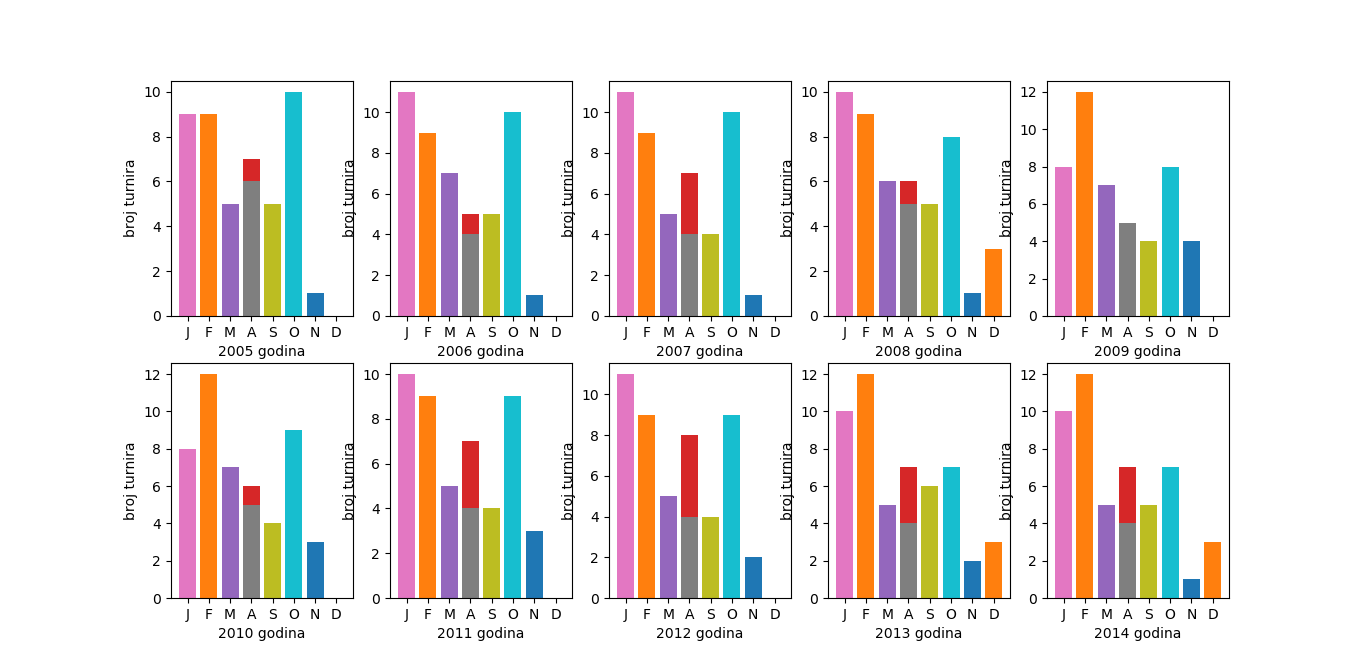 10
8
6
4
2
0
broj turnira
J F M A S O N D
2005 godina
10
8
6
4
2
0
broj turnira
J F M A S O N D
2006 godina
10
8
6
4
2
0
broj turnira
J F M A S O N D
2007 godina
10
8
6
4
2
0
broj turnira
J F M A S O N D
2008 godina
12
10
8
6
4
2
0
broj turnira
J F M A S O N D
2009 godina
12
10
8
6
4
2
0
broj turnira
J F M A S O N D
2010 godina
10
8
6
4
2
0
broj turnira
J F M A S O N D
2011 godina
10
8
6
4
2
0
broj turnira
J F M A S O N D
2012 godina
12
10
8
6
4
2
0
broj turnira
J F M A S O N D
2013 godina
12
10
8
6
4
2
0
broj turnira
J F M A S O N D
2014 godina